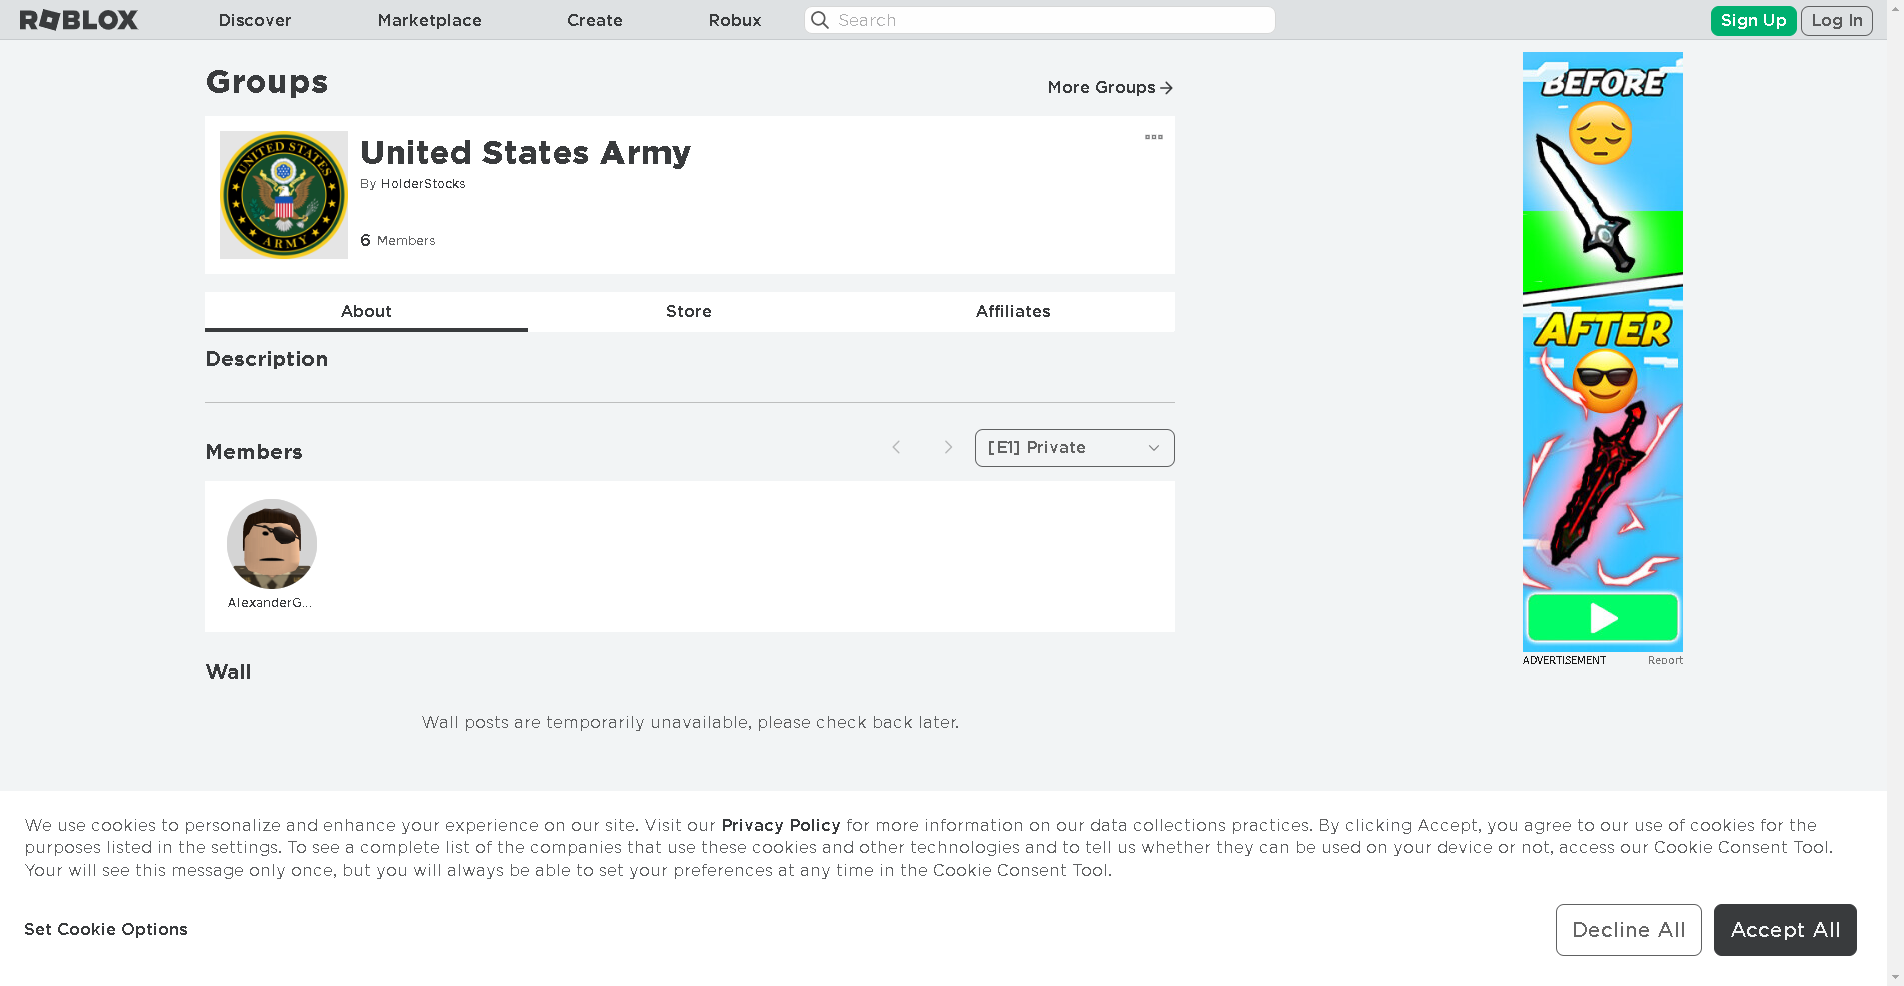 ROBLOX
Discover
Marketplace
Create
Robux
Search
Sign Up
Log In
Groups
More Groups
UNITED STATES
ARMY
United States Army
By HolderStocks
6 Members
About
Store
Affiliates
Description
Members
[E1] Private
AlexanderG...
Wall
Wall posts are temporarily unavailable, please check back later.
BEFORE
AFTER
ADVERTISEMENT
Report
We use cookies to personalize and enhance your experience on our site. Visit our Privacy Policy for more information on our data collections practices. By clicking Accept, you agree to our use of cookies for the
purposes listed in the settings. To see a complete list of the companies that use these cookies and other technologies and to tell us whether they can be used on your device or not, access our Cookie Consent Tool.
Your will see this message only once, but you will always be able to set your preferences at any time in the Cookie Consent Tool.
Set Cookie Options
Decline All
Accept All